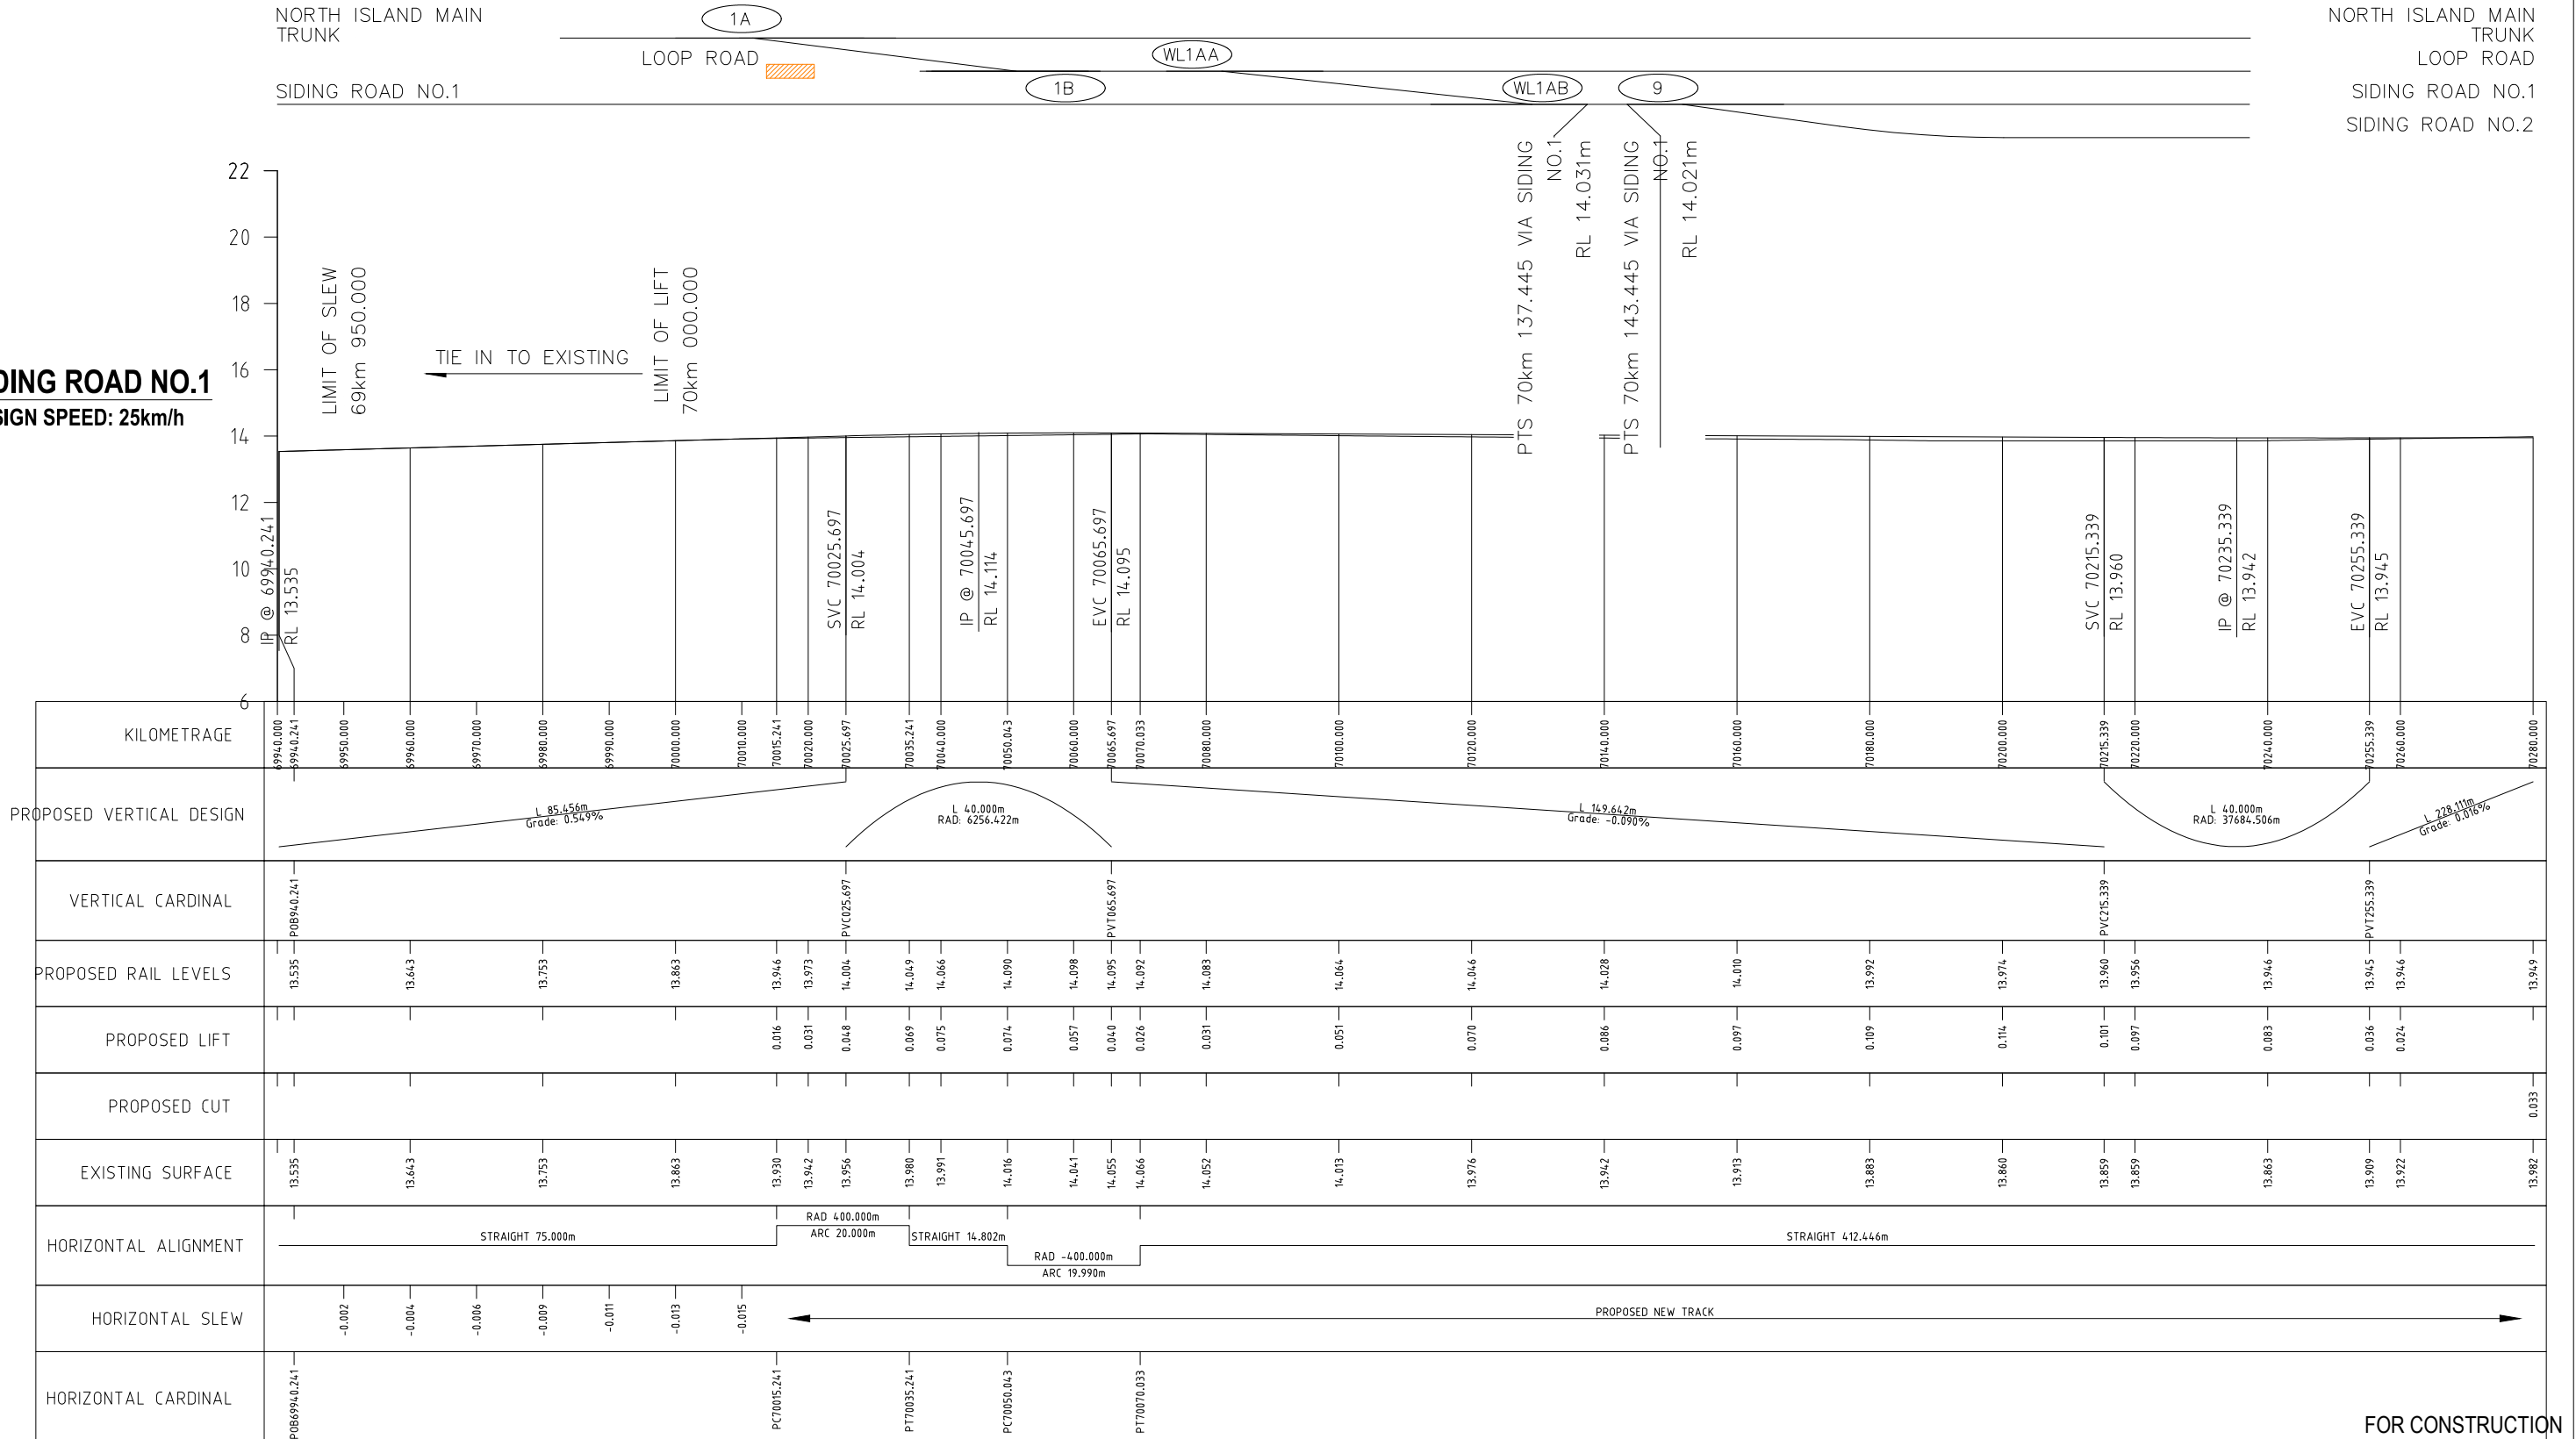 NORTH ISLAND MAIN
TRUNK
1A
NORTH ISLAND MAIN
TRUNK
LOOP ROAD
WL1AA
LOOP ROAD
SIDING ROAD NO.1
1B
WL1AB
9
SIDING ROAD NO.1
SIDING ROAD NO.2
PTS 70km 137.445 VIA SIDING
NO.1
RL 14.031m
PTS 70km 143.445 VIA SIDING
NO.1
RL 14.021m
22
20
18
16
14
12
10
8
6
LIMIT OF SLEW
69km 950.000
TIE IN TO EXISTING
LIMIT OF LIFT
70km 000.000
DING ROAD NO.1
SIGN SPEED: 25km/h
IP @ 69940.241
RL 13.535
SVC 70025.697
RL 14.004
IP @ 70045.697
RL 14.114
EVC 70065.697
RL 14.095
SVC 70215.339
RL 13.960
IP @ 70235.339
RL 13.942
EVC 70255.339
RL 13.945
KILOMETRAGE
69940.000
69940.241
69950.000
69960.000
69970.000
69980.000
69990.000
70000.000
70010.000
70015.241
70020.000
70025.697
70035.241
70040.000
70050.043
70060.000
70065.697
70070.033
70080.000
70100.000
70120.000
70140.000
70160.000
70180.000
70200.000
70215.339
70220.000
70240.000
70255.339
70260.000
70280.000
PROPOSED VERTICAL DESIGN
L 85.456m
Grade: 0.549%
L 40.000m
RAD: 6256.422m
L 149.642m
Grade: -0.090%
L 40.000m
RAD: 37684.506m
L 228.111m
Grade: 0.016%
VERTICAL CARDINAL
POB940.241
PVC025.697
PVT065.697
PVC215.339
PVT255.339
PROPOSED RAIL LEVELS
13.535
13.643
13.753
13.863
13.946
13.973
14.004
14.049
14.066
14.090
14.098
14.095
14.092
14.083
14.064
14.046
14.028
14.010
13.992
13.974
13.960
13.956
13.946
13.945
13.946
13.949
PROPOSED LIFT
0.016
0.031
0.048
0.069
0.075
0.074
0.057
0.040
0.026
0.031
0.051
0.070
0.086
0.097
0.109
0.114
0.101
0.097
0.083
0.036
0.024
PROPOSED CUT
0.033
EXISTING SURFACE
13.535
13.643
13.753
13.863
13.930
13.942
13.956
13.980
13.991
14.016
14.041
14.055
14.066
14.052
14.013
13.976
13.942
13.913
13.883
13.860
13.859
13.859
13.863
13.909
13.922
13.982
HORIZONTAL ALIGNMENT
STRAIGHT 75.000m
RAD 400.000m
ARC 20.000m
STRAIGHT 14.802m
RAD -400.000m
ARC 19.990m
STRAIGHT 412.446m
HORIZONTAL SLEW
-0.002
-0.004
-0.006
-0.009
-0.011
-0.013
-0.015
PROPOSED NEW TRACK
HORIZONTAL CARDINAL
POB69940.241
PC70015.241
PT70035.241
PC70050.043
PT70070.033
FOR CONSTRUCTION